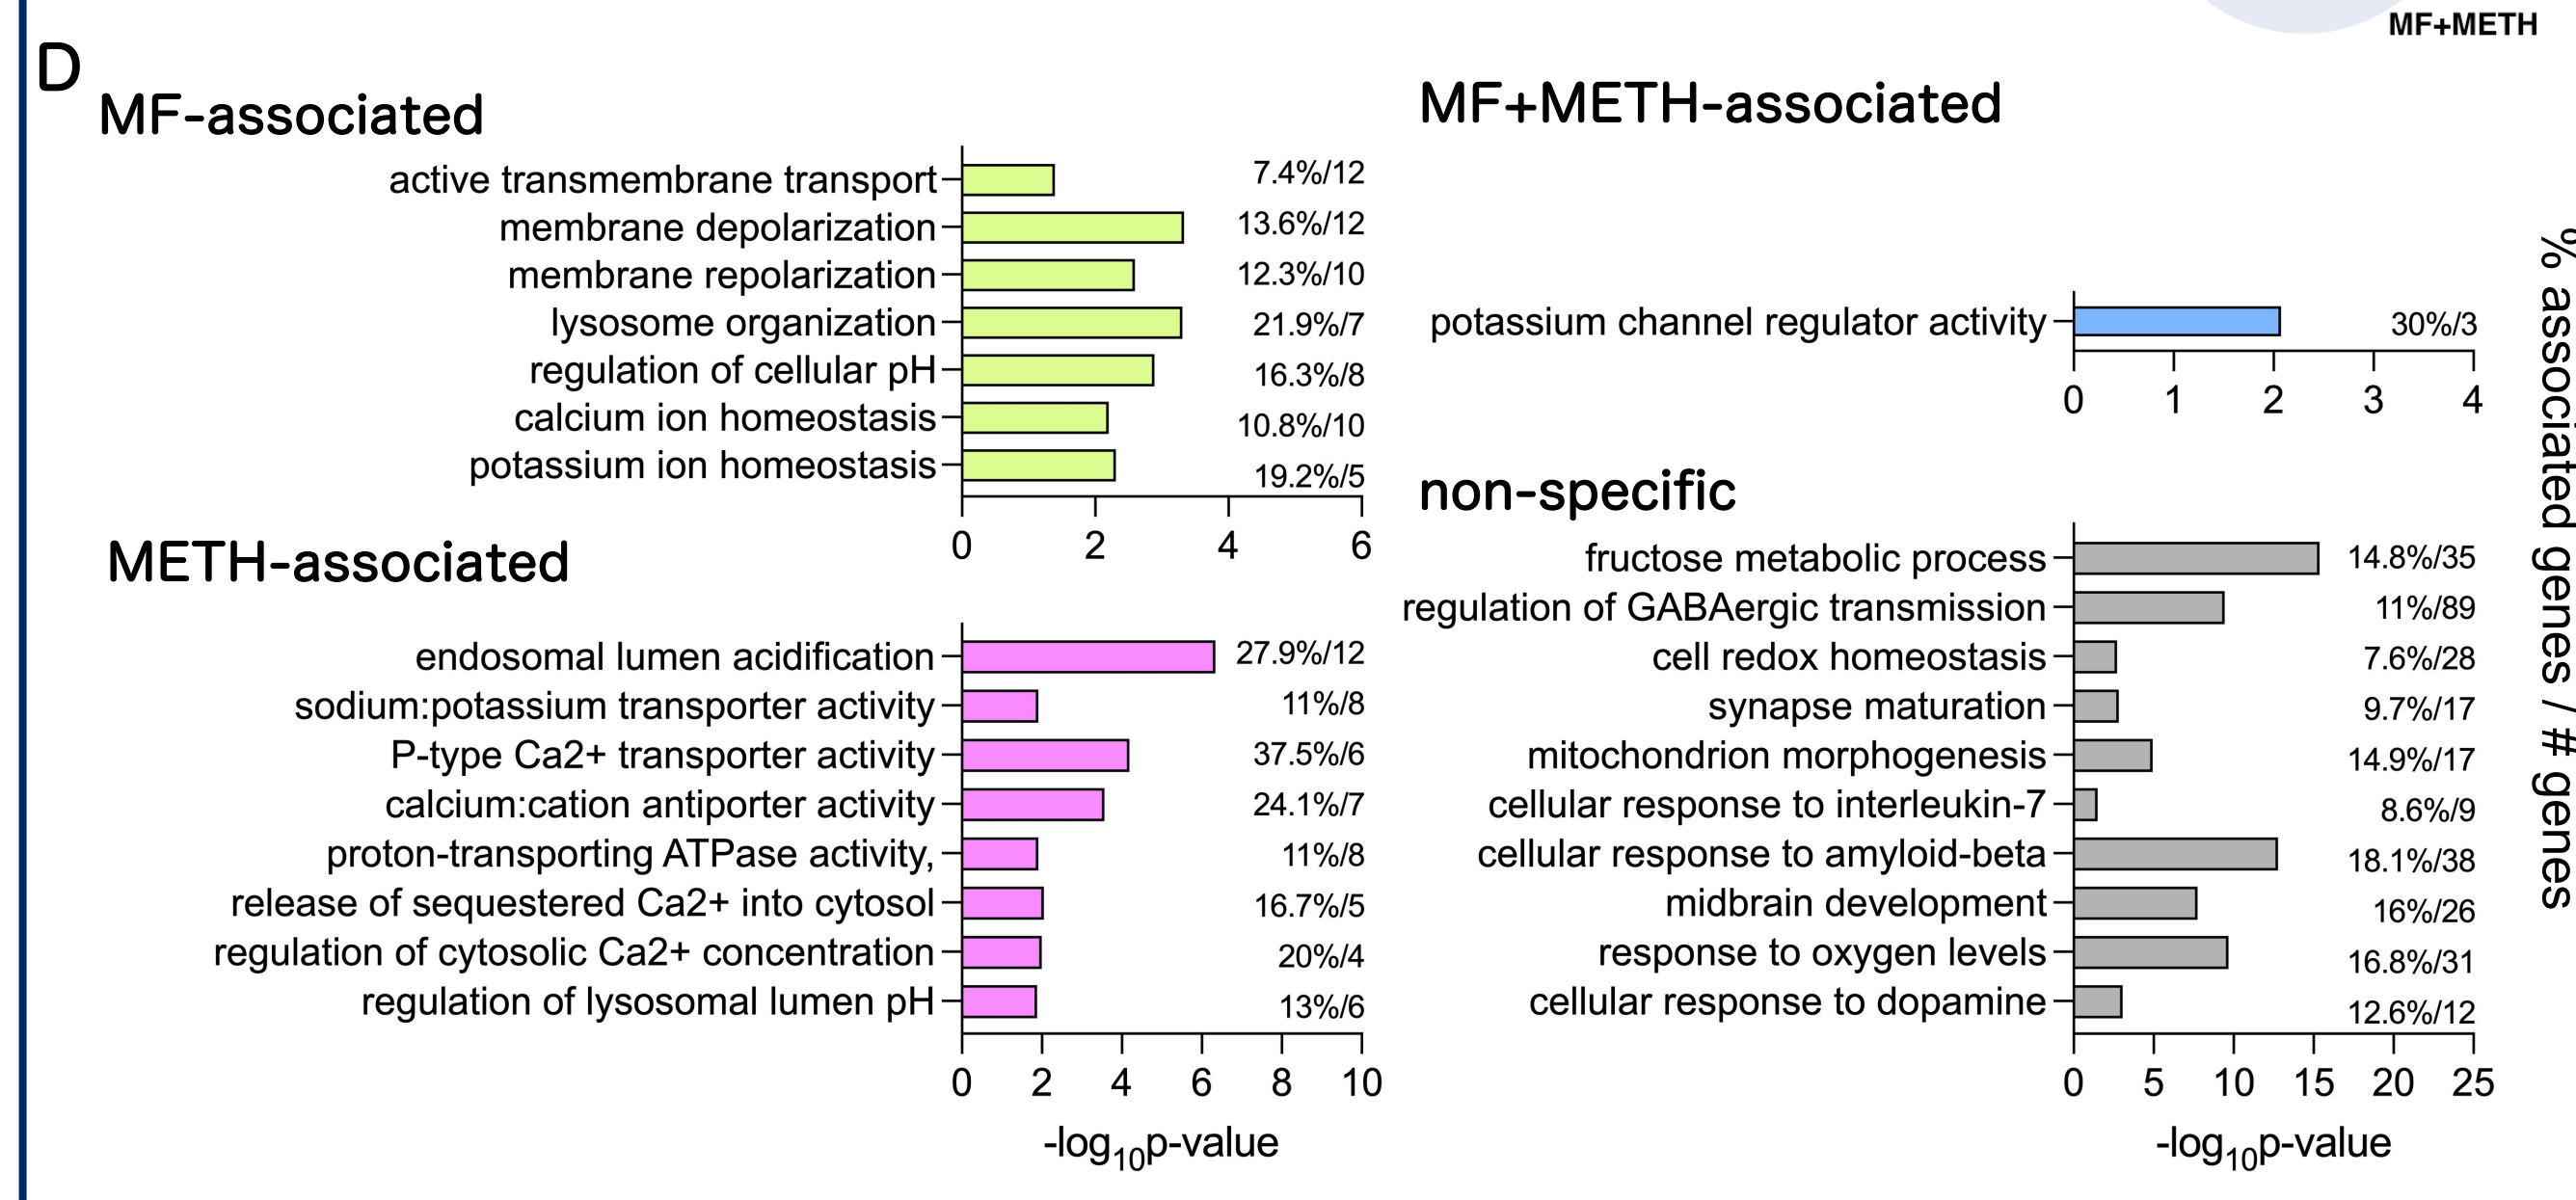 MF+METH
D
MF-associated
active transmembrane transport 7.4%/12
membrane depolarization 13.6%/12
membrane repolarization 12.3%/10
lysosome organization 21.9%/7
regulation of cellular pH 16.3%/8
calcium ion homeostasis 10.8%/10
potassium ion homeostasis 19.2%/5
0 2 4 6
METH-associated
endosomal lumen acidification 27.9%/12
sodium:potassium transporter activity 11%/8
P-type Ca2+ transporter activity 37.5%/6
calcium:cation antiporter activity 24.1%/7
proton-transporting ATPase activity, 11%/8
release of sequestered Ca2+ into cytosol 16.7%/5
regulation of cytosolic Ca2+ concentration 20%/4
regulation of lysosomal lumen pH 13%/6
0 2 4 6 8 10
-log10p-value
MF+METH-associated
potassium channel regulator activity 30%/3
0 1 2 3 4
non-specific
fructose metabolic process 14.8%/35
regulation of GABAergic transmission 11%/89
cell redox homeostasis 7.6%/28
synapse maturation 9.7%/17
mitochondrion morphogenesis 14.9%/17
cellular response to interleukin-7 8.6%/9
cellular response to amyloid-beta 18.1%/38
midbrain development 16%/26
response to oxygen levels 16.8%/31
cellular response to dopamine 12.6%/12
0 5 10 15 20 25
-log10p-value
% associated genes / # genes